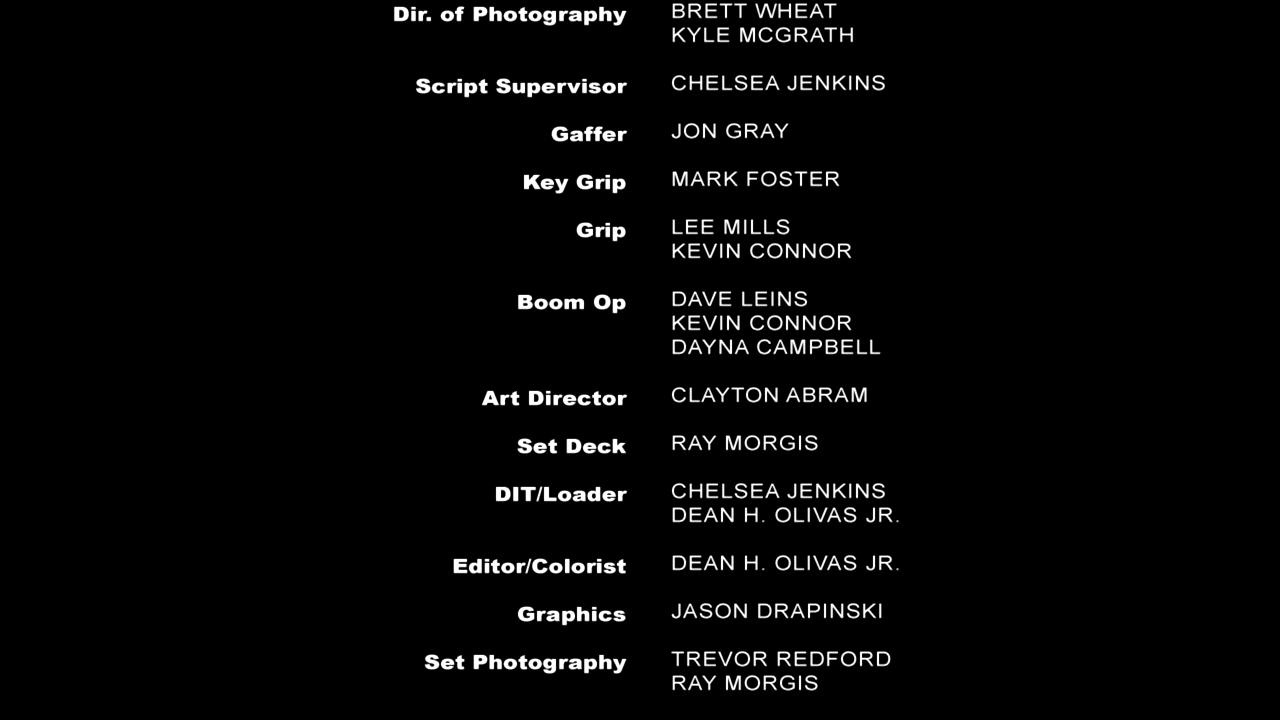 Dir. of Photography BRETT WHEAT
KYLE MCGRATH
Script Supervisor CHELSEA JENKINS
Gaffer JON GRAY
Key Grip MARK FOSTER
Grip LEE MILLS
KEVIN CONNOR
Boom Op DAVE LEINS
KEVIN CONNOR
DAYNA CAMPBELL
Art Director CLAYTON ABRAM
Set Deck RAY MORGIS
DIT/Loader CHELSEA JENKINS
DEAN H. OLIVAS JR.
Editor/Colorist DEAN H. OLIVAS JR.
Graphics JASON DRAPINSKI
Set Photography TREVOR REDFORD
RAY MORGIS